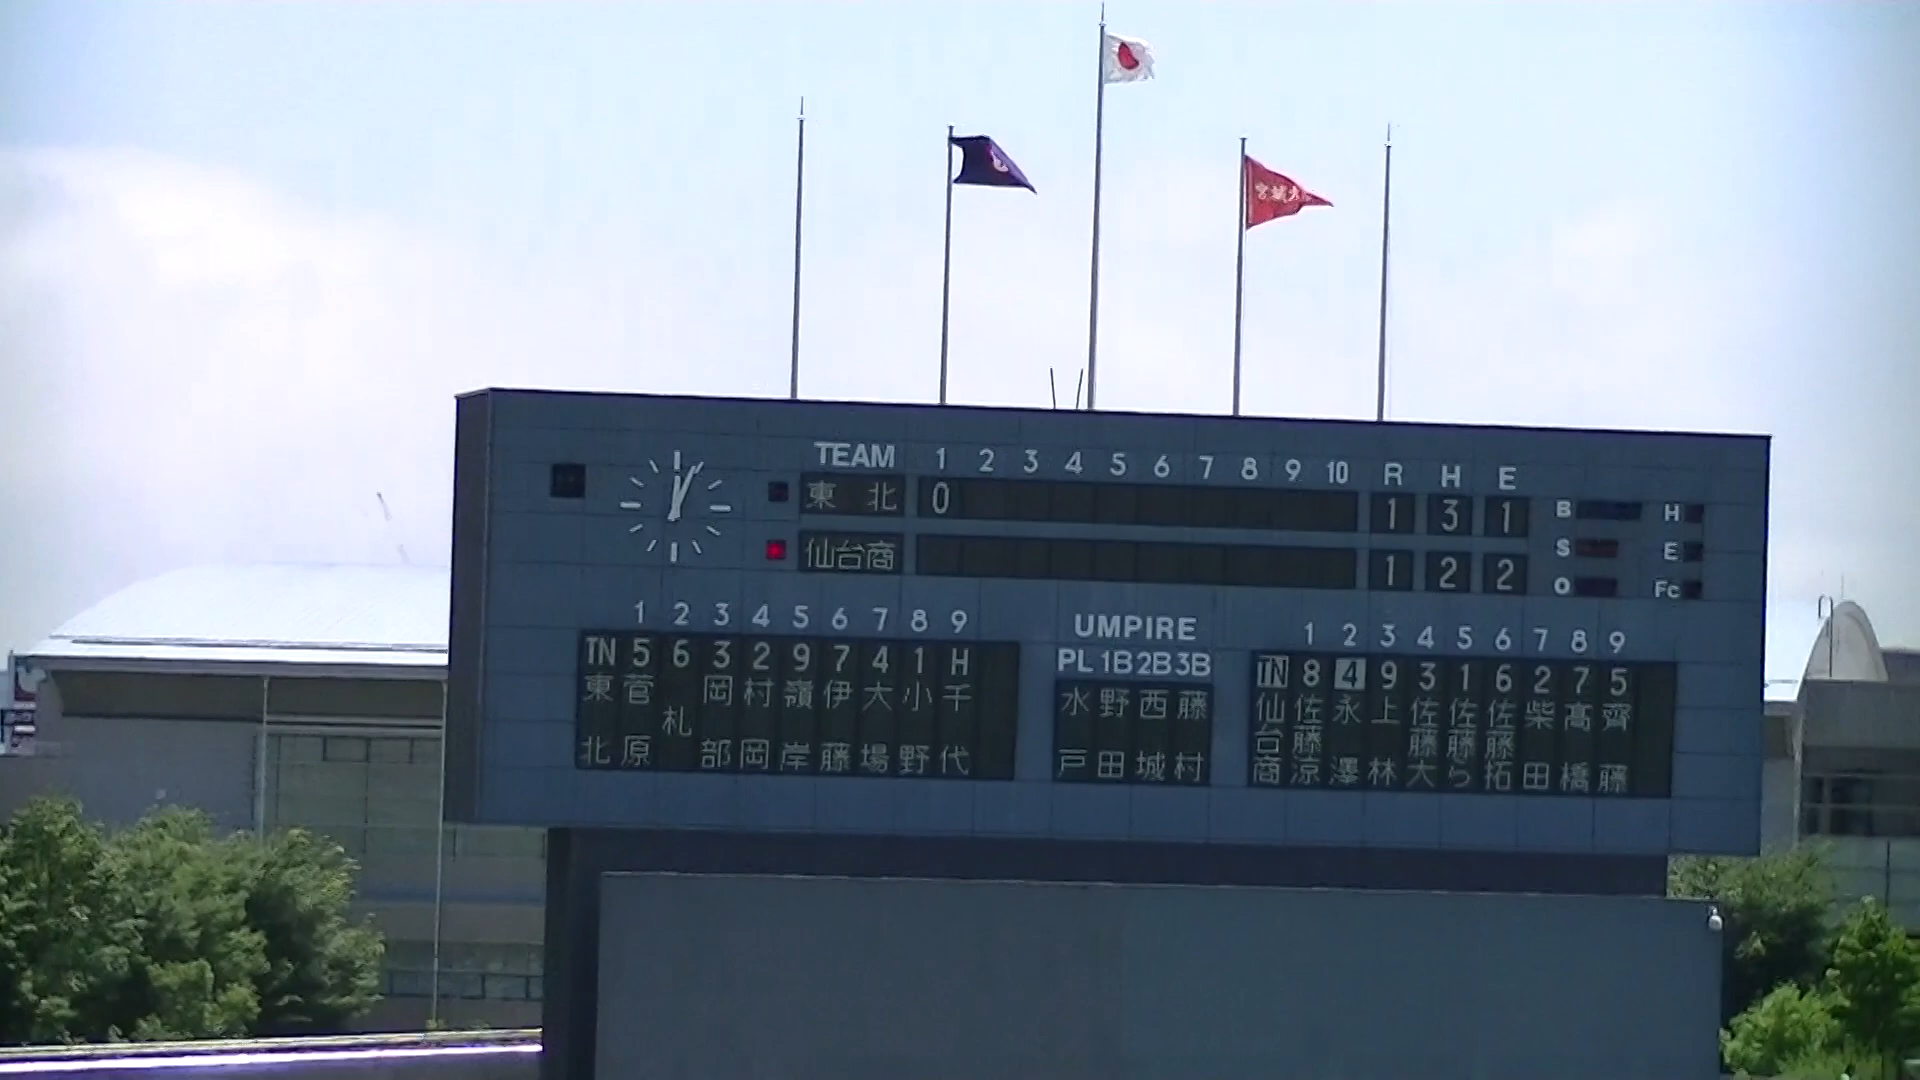 宮城
TEAM 1 2 3 4 5 6 7 8 9 10 R H E
東北 0 1 3 1
仙台商 1 2 2
B H
S E
O Fc
1 2 3 4 5 6 7 8 9
TN 5 6 3 2 9 7 4 1 H
東北 菅原 札 岡部 村岡 嶺岸 伊藤 大場 小野 千代
UMPIRE
PL 1B 2B 3B
水戸 野田 西城 藤村
1 2 3 4 5 6 7 8 9
TN 8 4 9 3 1 6 2 7 5
仙台商 佐藤涼 永澤 上林 佐藤大 佐藤ら 佐藤拓 柴田 髙橋 齊藤